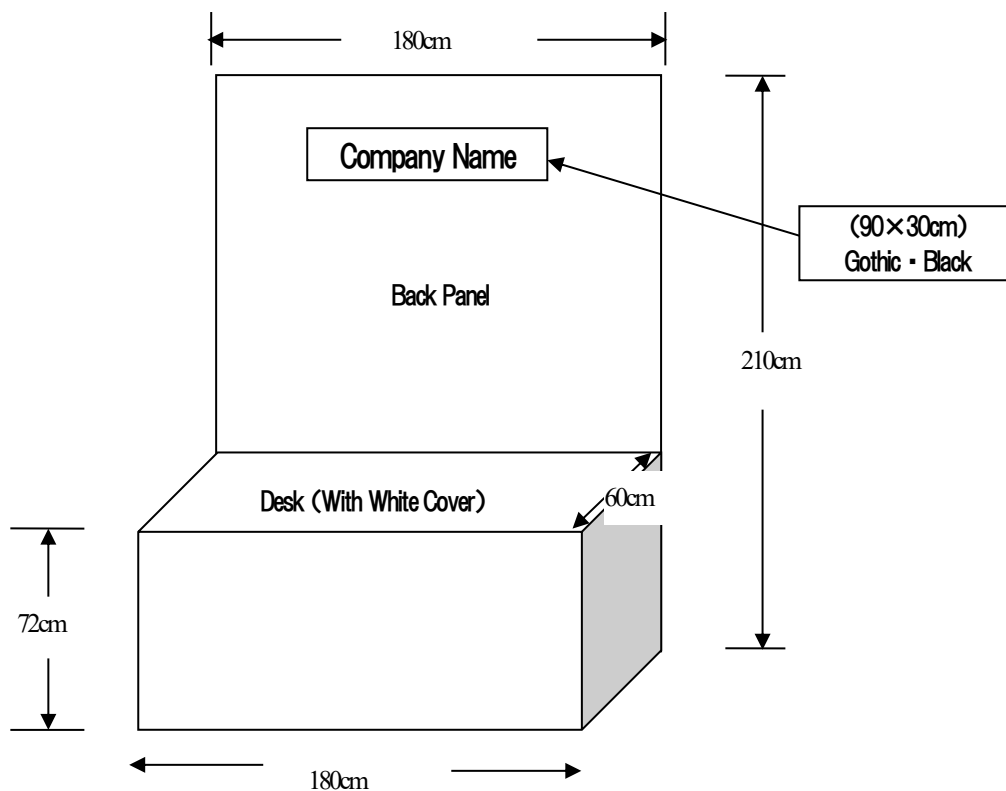 180cm
Company Name
(90×30cm)
Gothic・Black
Back Panel
210cm
Desk (With White Cover)
60cm
72cm
180cm